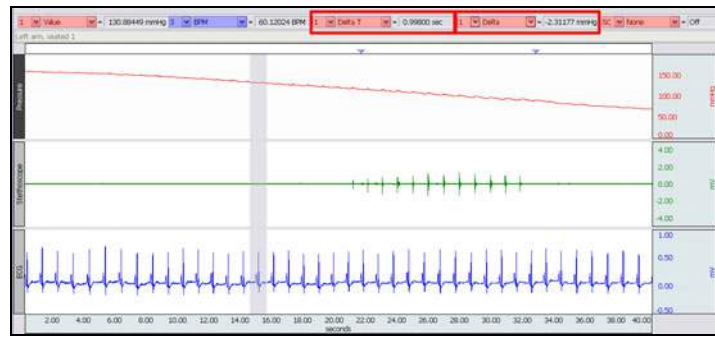 1 Value = 130.88449 mmHg 3 BPM = 60.12024 BPM 1 Delta T = 0.99800 sec 1 Delta = -2.31177 mmHg SC None = Off
Left arm, seated 1
Pressure
150.00
100.00
50.00
0.00
mmHg
Stethoscope
4.00
2.00
0.00
-2.00
-4.00
mV
ECG
1.00
0.50
0.00
-0.50
mV
2.00 4.00 6.00 8.00 10.00 12.00 14.00 16.00 18.00 20.00 22.00 24.00 26.00 28.00 30.00 32.00 34.00 36.00 38.00 40.00
seconds